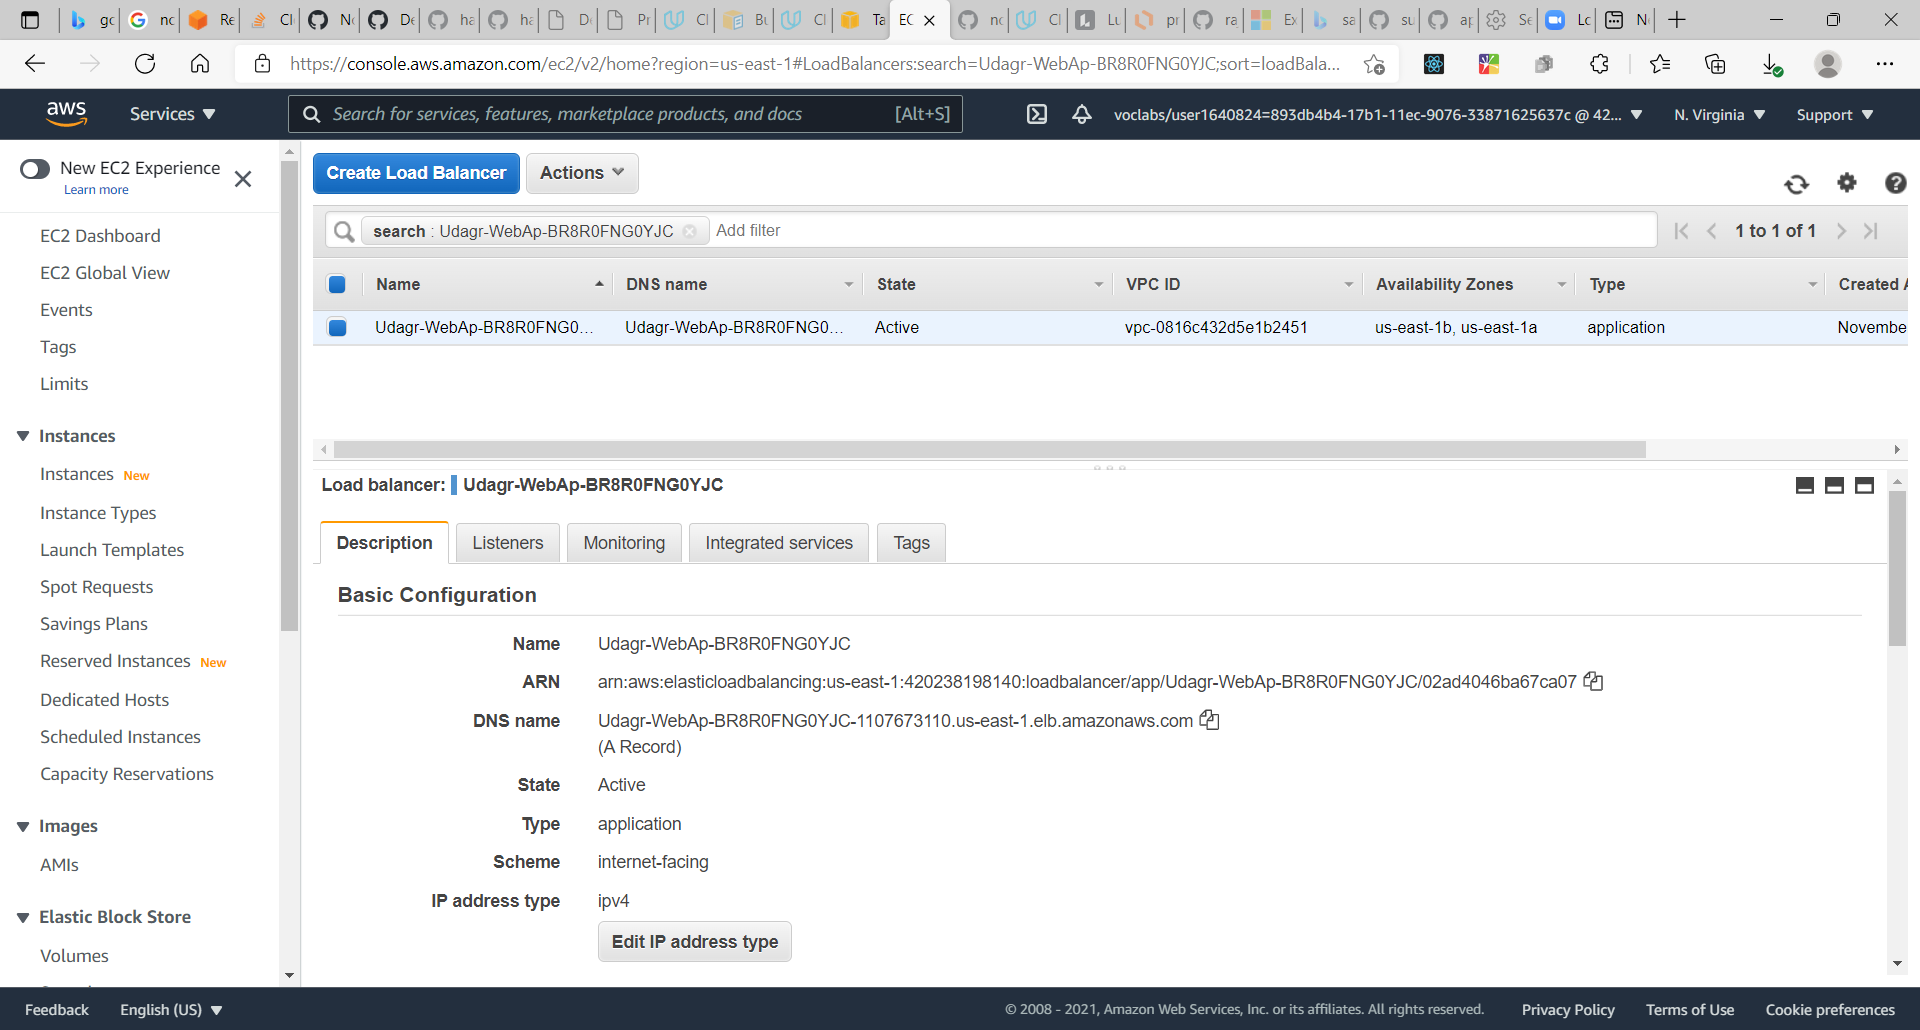 gc
nc
Re
Cl
Nc
De
ha
ha
D
Pr
Cl
Bu
Cl
Ta
EC
nc
Cl
Lu
pr
ra
Ex
sa
su
ap
Se
Lc
N
https://console.aws.amazon.com/ec2/v2/home?region=us-east-1#LoadBalancers:search=Udagr-WebAp-BR8R0FNG0YJC;sort=loadBala...
aws
Services
Search for services, features, marketplace products, and docs
[Alt+S]
voclabs/user1640824=893db4b4-17b1-11ec-9076-33871625637c @ 42...
N. Virginia
Support
New EC2 Experience
Learn more
EC2 Dashboard
EC2 Global View
Events
Tags
Limits
Instances
Instances New
Instance Types
Launch Templates
Spot Requests
Savings Plans
Reserved Instances New
Dedicated Hosts
Scheduled Instances
Capacity Reservations
Images
AMIs
Elastic Block Store
Volumes
Create Load Balancer
Actions
search : Udagr-WebAp-BR8R0FNG0YJC
Add filter
1 to 1 of 1
Name
DNS name
State
VPC ID
Availability Zones
Type
Created A
Udagr-WebAp-BR8R0FNG0...
Udagr-WebAp-BR8R0FNG0...
Active
vpc-0816c432d5e1b2451
us-east-1b, us-east-1a
application
Novembe
Load balancer: Udagr-WebAp-BR8R0FNG0YJC
Description
Listeners
Monitoring
Integrated services
Tags
Basic Configuration
Name Udagr-WebAp-BR8R0FNG0YJC
ARN arn:aws:elasticloadbalancing:us-east-1:420238198140:loadbalancer/app/Udagr-WebAp-BR8R0FNG0YJC/02ad4046ba67ca07
DNS name Udagr-WebAp-BR8R0FNG0YJC-1107673110.us-east-1.elb.amazonaws.com
(A Record)
State Active
Type application
Scheme internet-facing
IP address type ipv4
Edit IP address type
Feedback
English (US)
© 2008 - 2021, Amazon Web Services, Inc. or its affiliates. All rights reserved.
Privacy Policy
Terms of Use
Cookie preferences